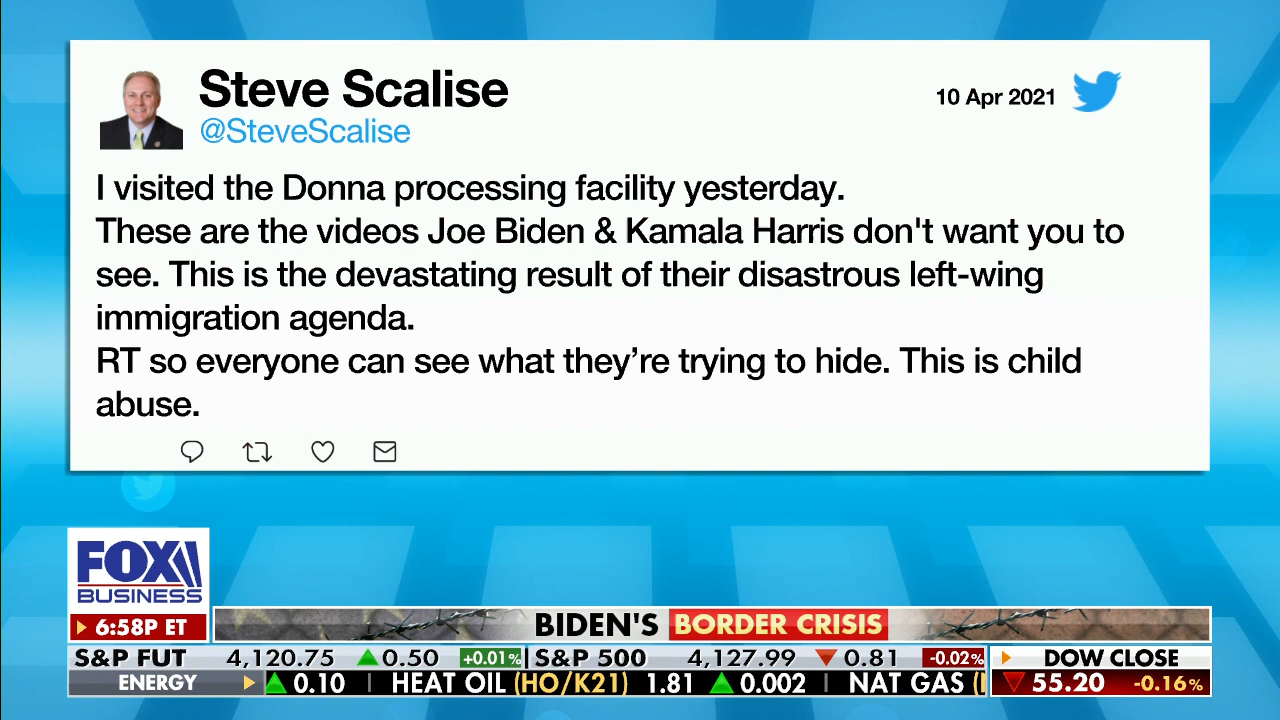 Steve Scalise
@SteveScalise
10 Apr 2021
I visited the Donna processing facility yesterday.
These are the videos Joe Biden & Kamala Harris don't want you to
see. This is the devastating result of their disastrous left-wing
immigration agenda.
RT so everyone can see what they’re trying to hide. This is child
abuse.
FOX
BUSINESS
6:58P ET
BIDEN'S BORDER CRISIS
S&P FUT 4,120.75 0.50 +0.01% S&P 500 4,127.99 0.81 -0.02% DOW CLOSE
ENERGY 0.10 HEAT OIL (HO/K21) 1.81 0.002 NAT GAS ( 55.20 -0.16%